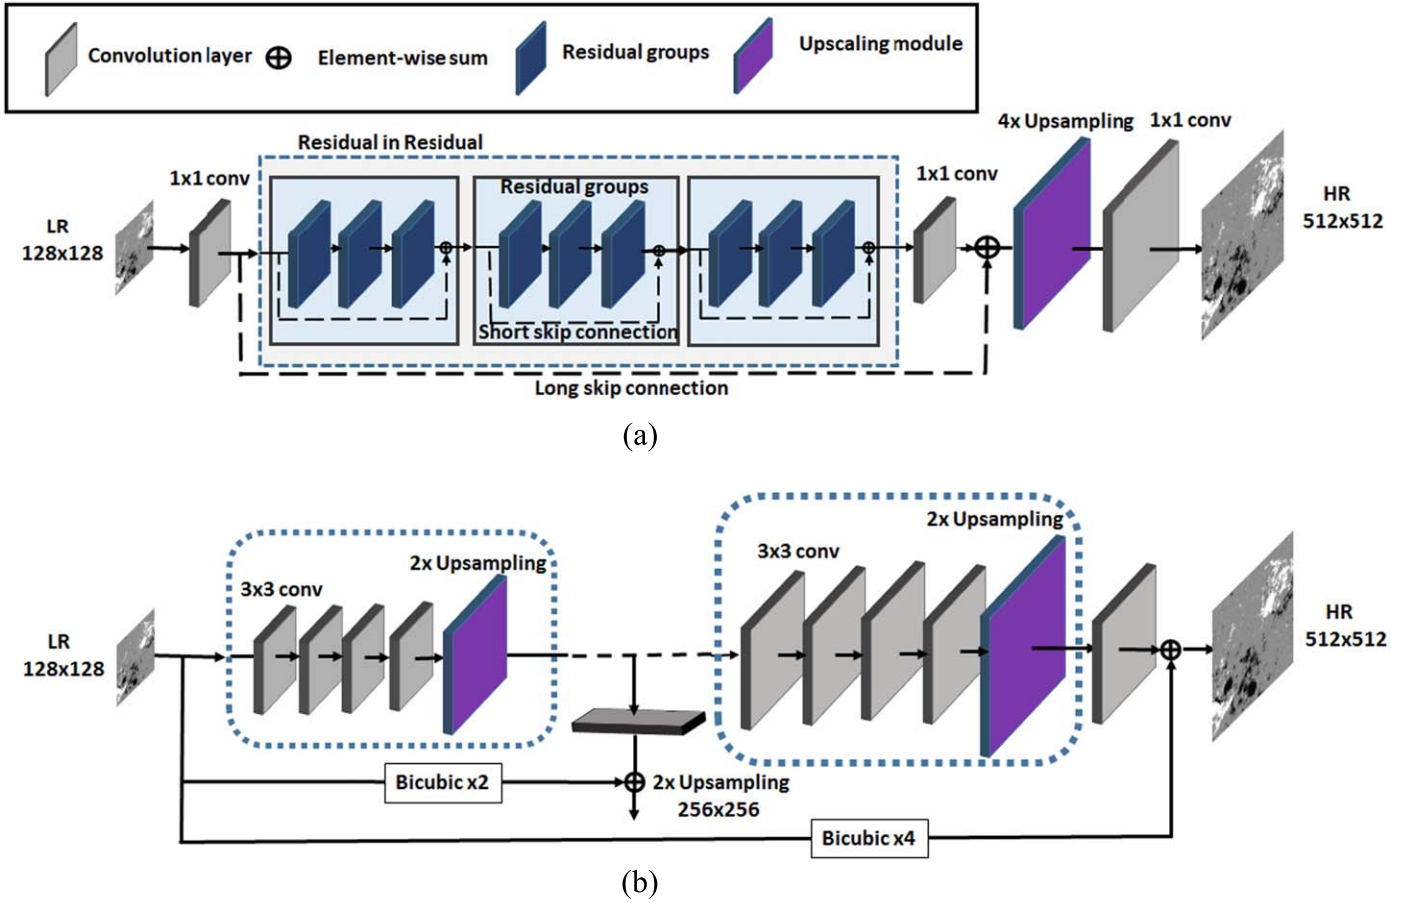 Convolution layer
Element-wise sum
Residual groups
Upscaling module
Residual in Residual
4x Upsampling
1x1 conv
1x1 conv
Residual groups
1x1 conv
LR
128x128
HR
512x512
Short skip connection
Long skip connection
(a)
2x Upsampling
3x3 conv
2x Upsampling
3x3 conv
LR
128x128
HR
512x512
Bicubic x2
2x Upsampling
256x256
Bicubic x4
(b)